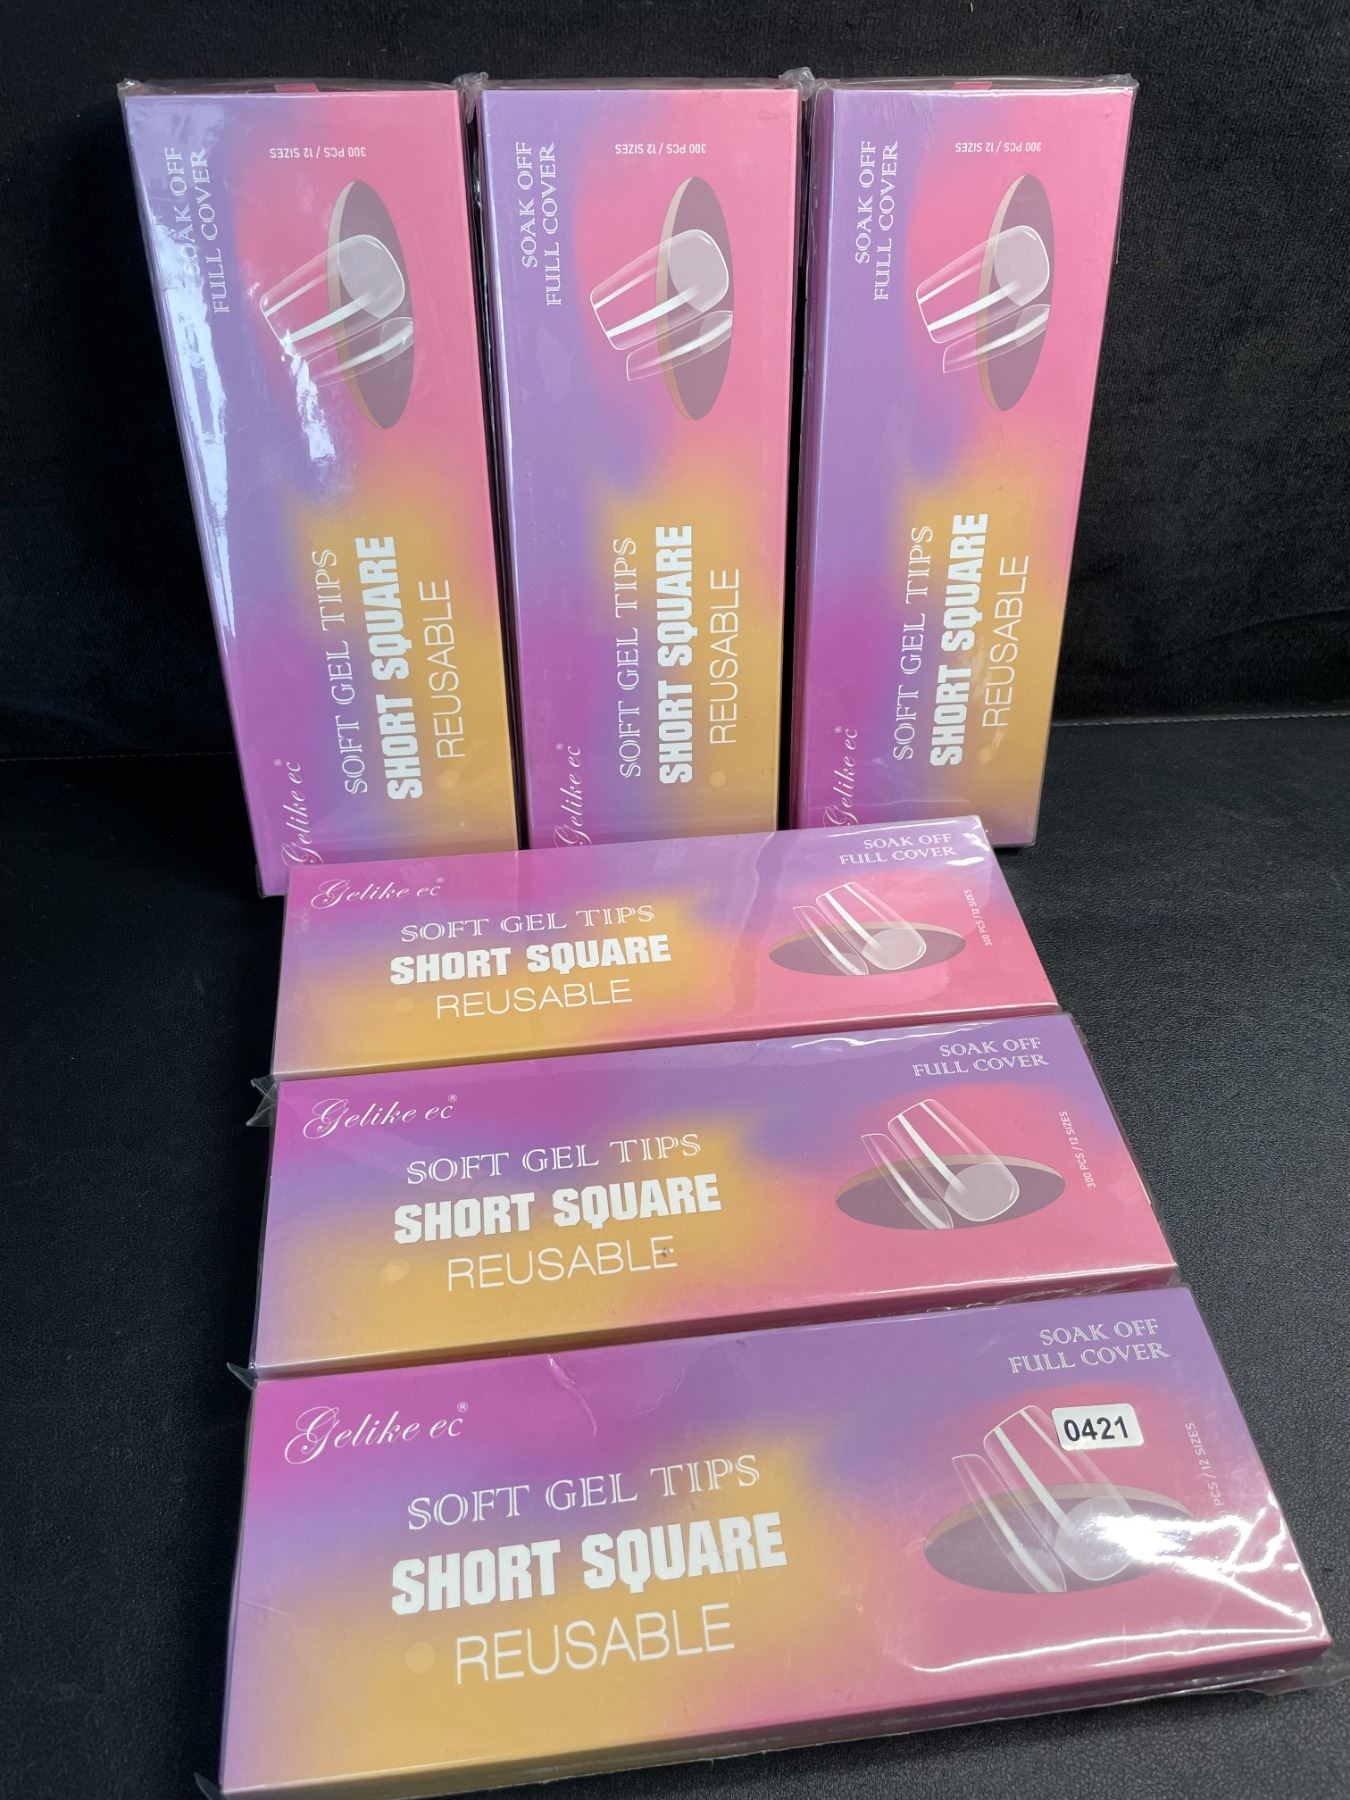 SOAK OFF
FULL COVER
300 PCS / 12 SIZES
Gelike ec®
SOFT GEL TIPS
SHORT SQUARE
REUSABLE
SOAK OFF
FULL COVER
300 PCS / 12 SIZES
Gelike ec®
SOFT GEL TIPS
SHORT SQUARE
REUSABLE
SOAK OFF
FULL COVER
300 PCS / 12 SIZES
Gelike ec®
SOFT GEL TIPS
SHORT SQUARE
REUSABLE
Gelike ec®
SOFT GEL TIPS
SHORT SQUARE
REUSABLE
SOAK OFF
FULL COVER
300 PCS / 12 SIZES
Gelike ec®
SOFT GEL TIPS
SHORT SQUARE
REUSABLE
SOAK OFF
FULL COVER
300 PCS / 12 SIZES
Gelike ec®
SOFT GEL TIPS
SHORT SQUARE
REUSABLE
SOAK OFF
FULL COVER
0421
PCS / 12 SIZES